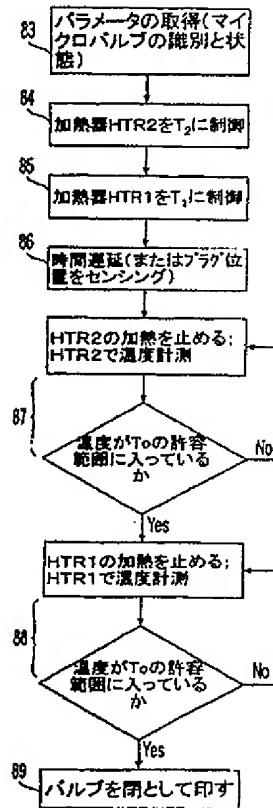 83
パラメータの取得(マイ
クロバルブの識別と状
態)
84
加熱器HTR2をT2に制御
85
加熱器HTR1をT1に制御
86
時間遅延(またはプラグ位
置をセンシング)
HTR2の加熱を止める;
HTR2で温度計測
87
温度がToの許容
範囲に入っている
か
No
Yes
HTR1の加熱を止める;
HTR1で温度計測
88
温度がToの許容
範囲に入っている
か
No
Yes
89
バルブを閉として印す